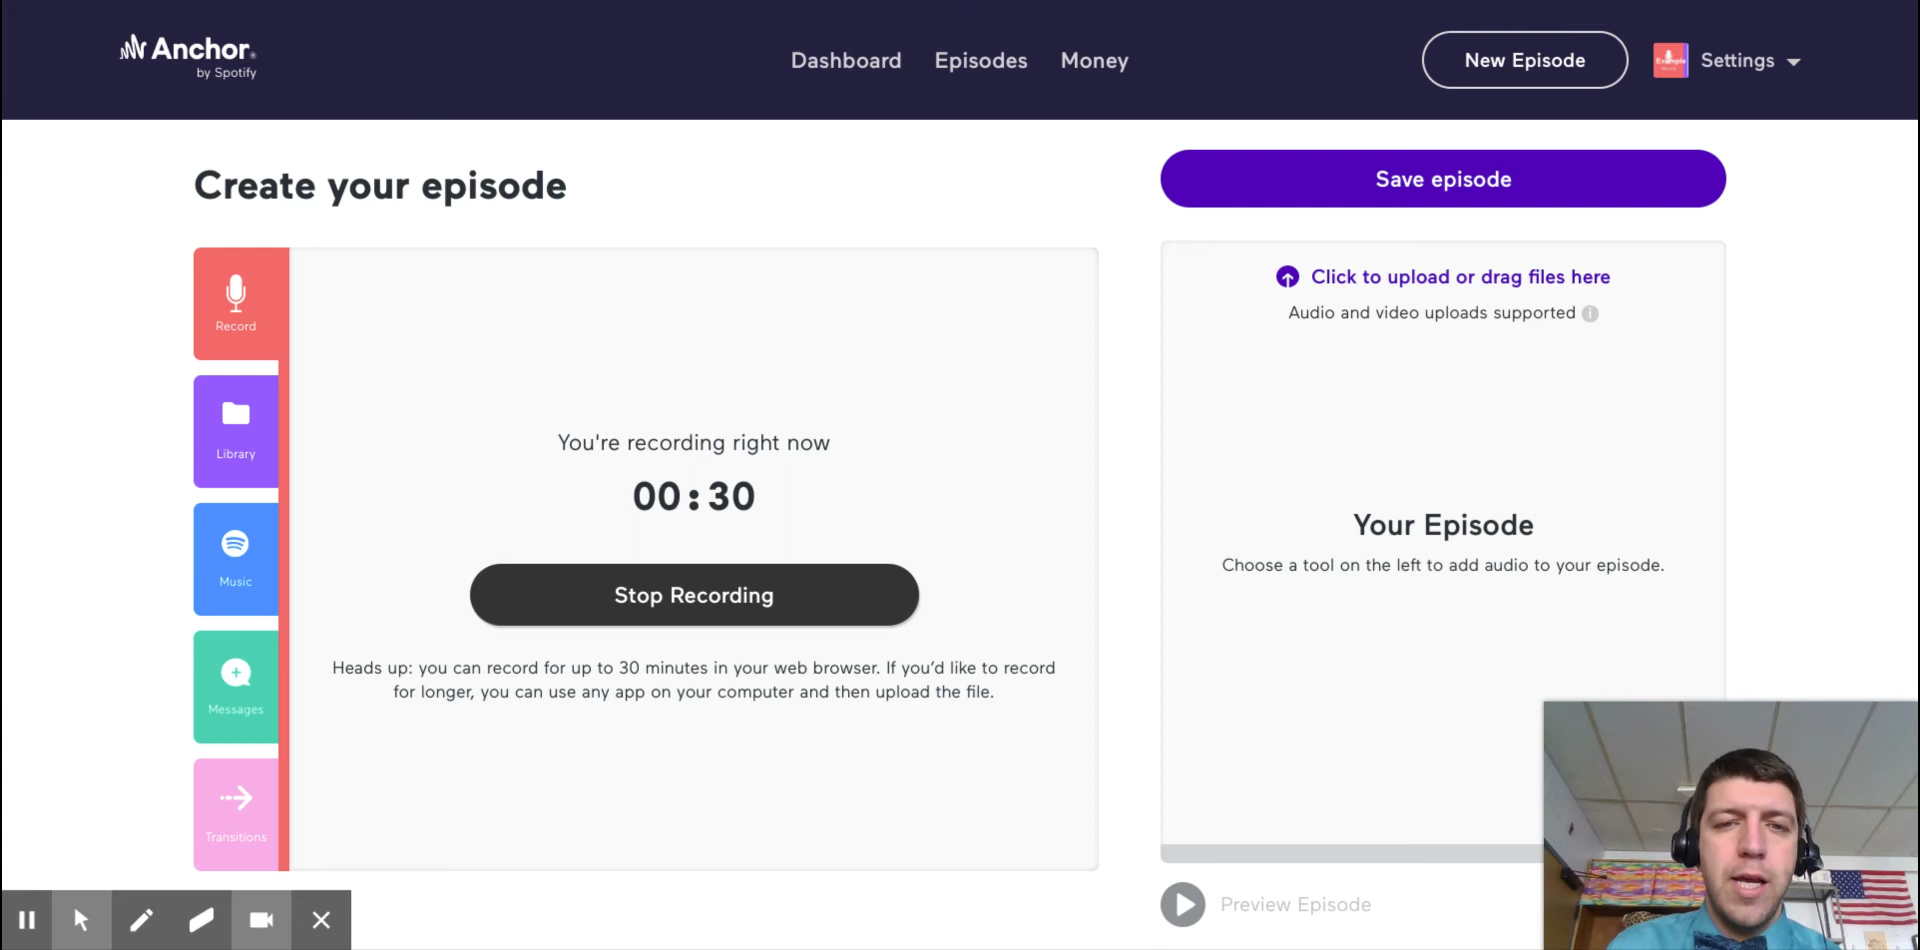 Anchor
by Spotify
Dashboard
Episodes
Money
New Episode
Example
Settings
Create your episode
Save episode
Record
Library
Music
Messages
Transitions
You're recording right now
00:30
Stop Recording
Heads up: you can record for up to 30 minutes in your web browser. If you’d like to record
for longer, you can use any app on your computer and then upload the file.
Click to upload or drag files here
Audio and video uploads supported
Your Episode
Choose a tool on the left to add audio to your episode.
Preview Episode